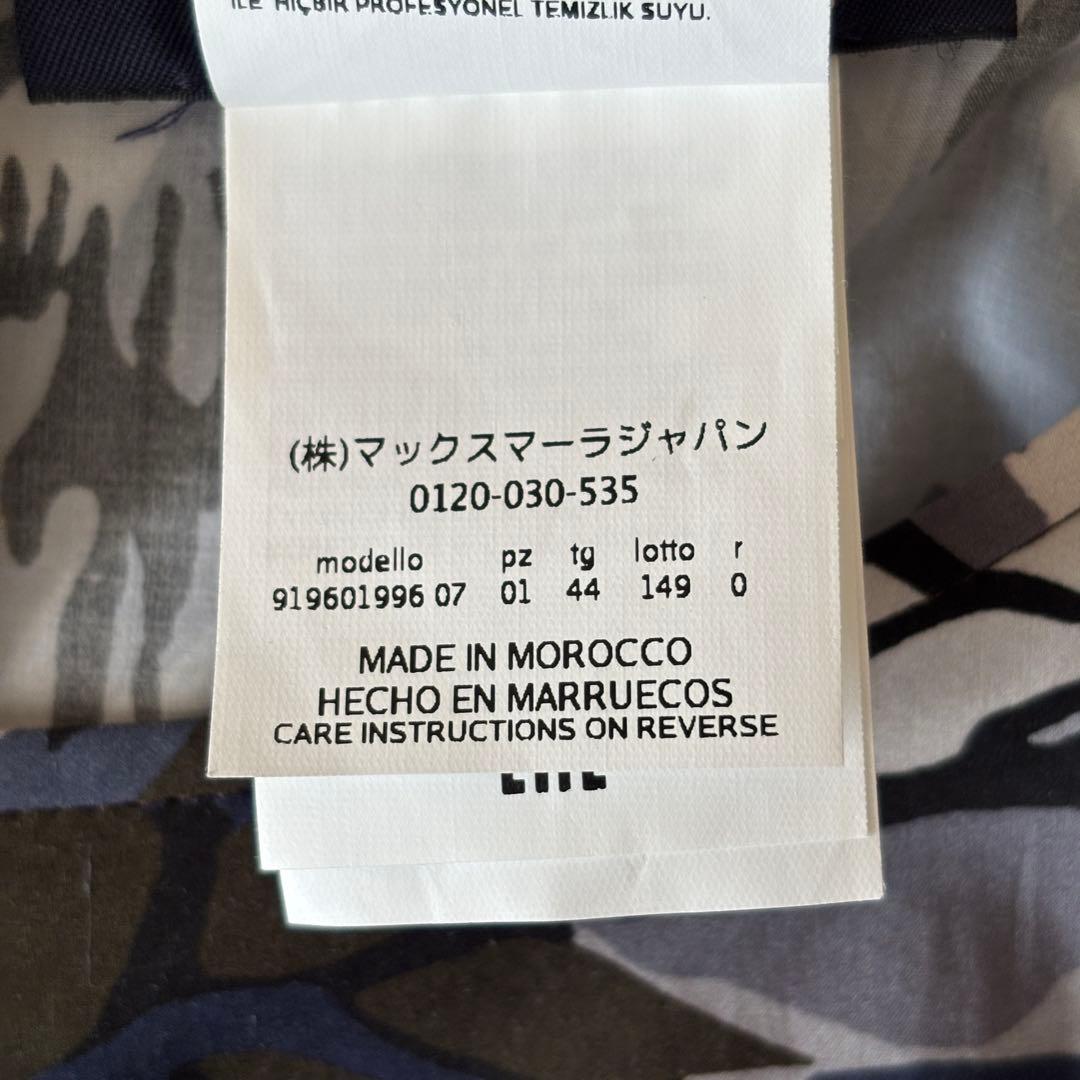 İLE HİÇBİR PROFESYONEL TEMİZLİK SUYU.
(株)マックスマーラジャパン
0120-030-535
modello pz tg lotto r
919601996 07 01 44 149 0
MADE IN MOROCCO
HECHO EN MARRUECOS
CARE INSTRUCTIONS ON REVERSE